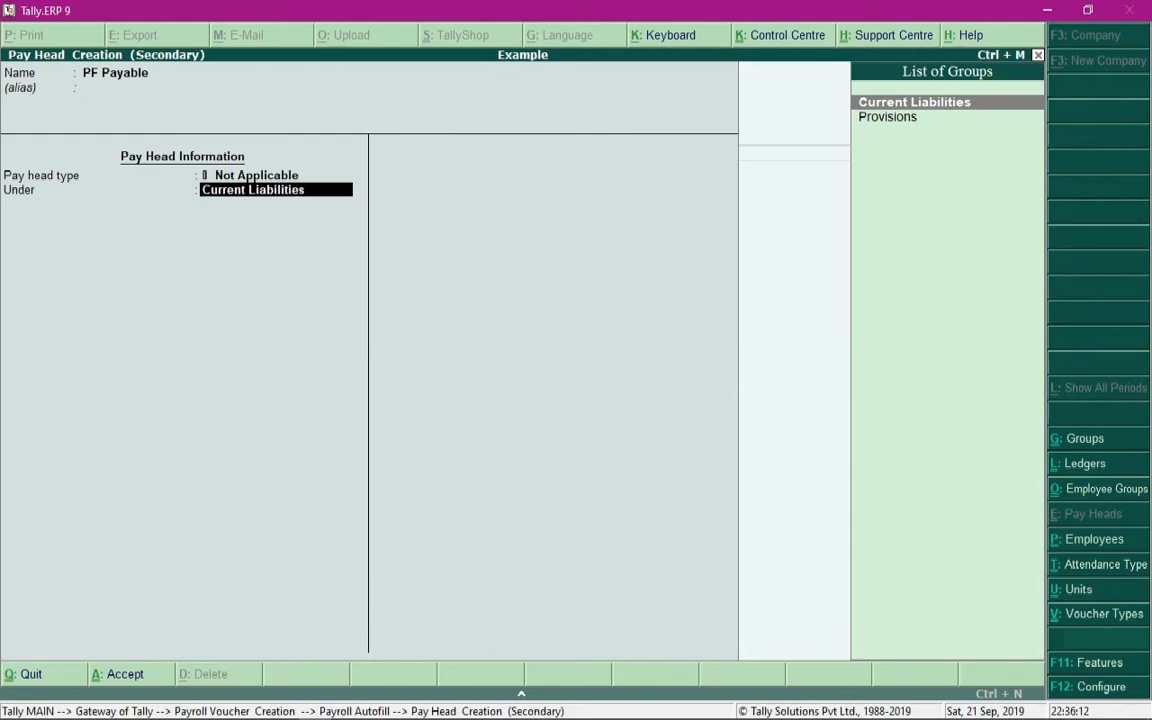 Tally.ERP 9
P: Print E: Export M: E-Mail O: Upload S: TallyShop G: Language K: Keyboard K: Control Centre H: Support Centre H: Help
Pay Head Creation (Secondary) Example Ctrl + M
Name : PF Payable
(alias) :
Pay Head Information
Pay head type : Not Applicable
Under : Current Liabilities
List of Groups
Current Liabilities
Provisions
F3: Company
F3: New Company
L: Show All Periods
G: Groups
L: Ledgers
O: Employee Groups
E: Pay Heads
P: Employees
T: Attendance Type
U: Units
V: Voucher Types
F11: Features
F12: Configure
Q: Quit A: Accept D: Delete
Ctrl + N
Tally MAIN --> Gateway of Tally --> Payroll Voucher Creation --> Payroll Autofill --> Pay Head Creation (Secondary) © Tally Solutions Pvt Ltd., 1988-2019 Sat, 21 Sep, 2019 22:36:12